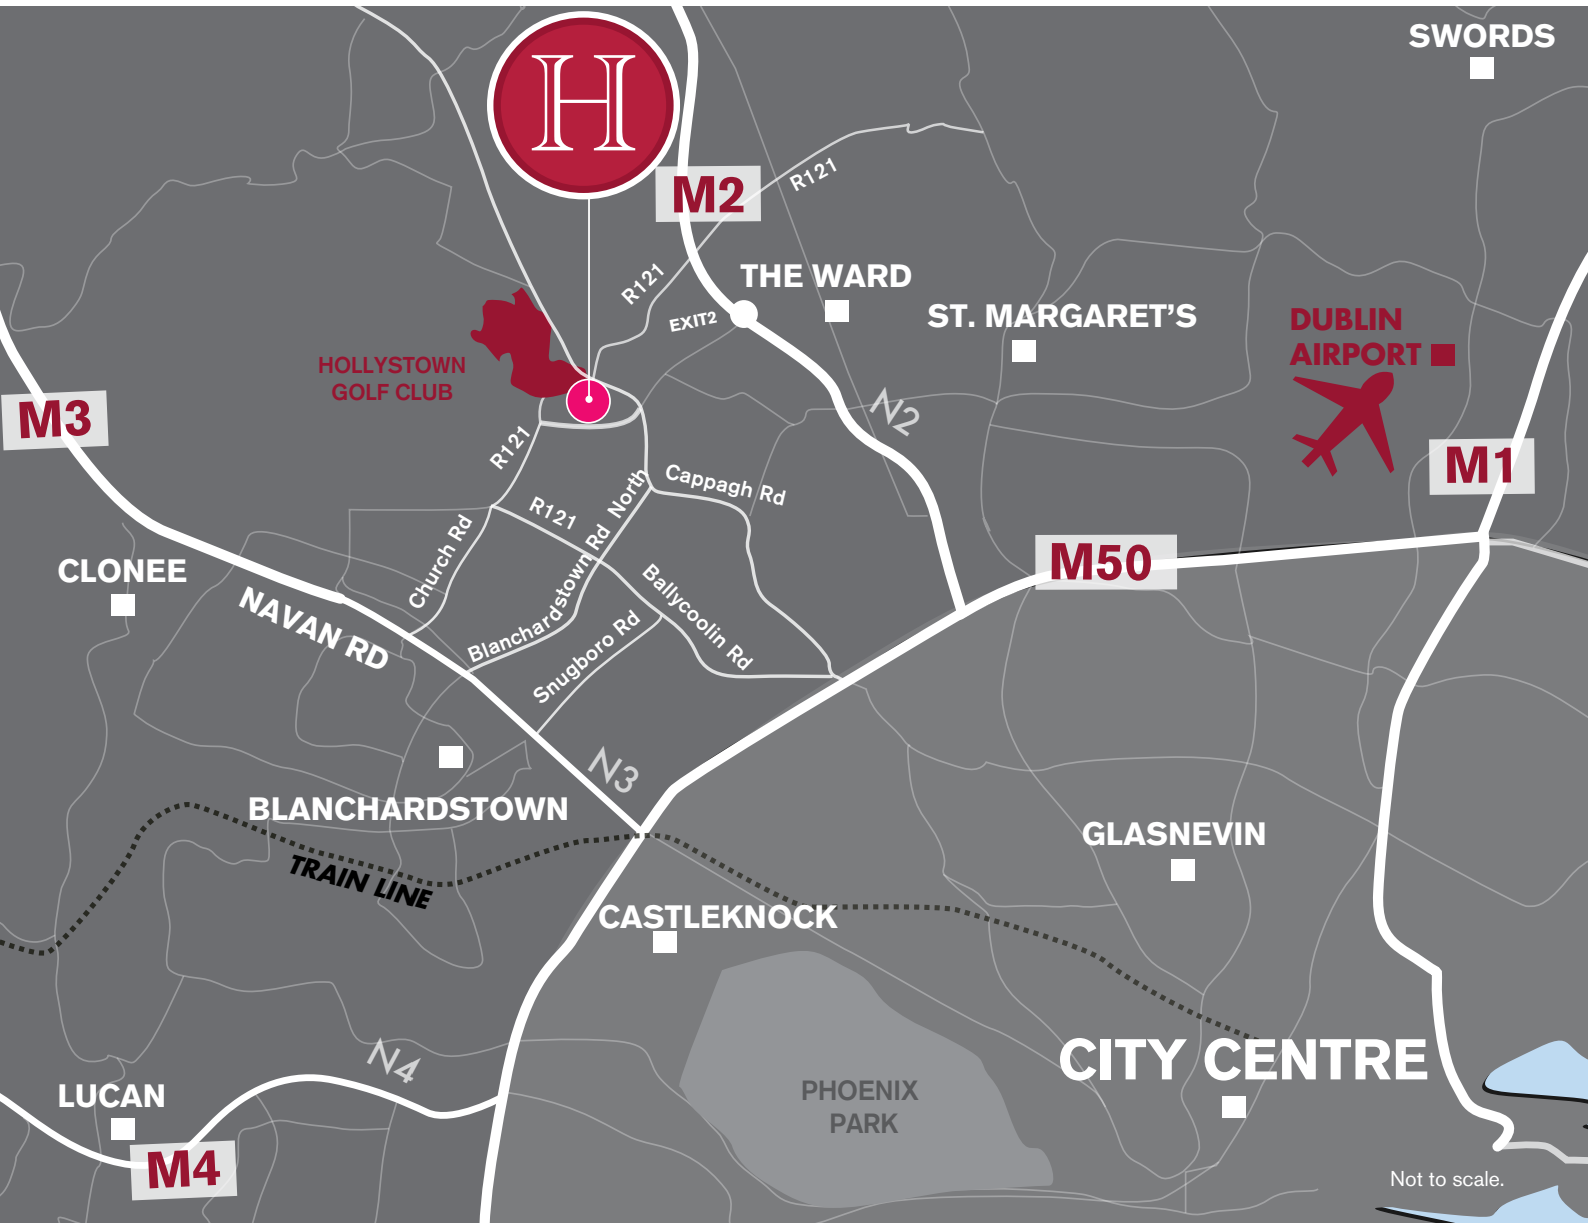 SWORDS
H
M2
R121
R121
THE WARD
EXIT2
ST. MARGARET'S
DUBLIN
AIRPORT
HOLLYSTOWN
GOLF CLUB
M3
N2
R121
M1
Cappagh Rd
R121
Church Rd
Blanchardstown Rd North
M50
CLONEE
NAVAN RD
Ballycoolin Rd
Snugboro Rd
N3
BLANCHARDSTOWN
TRAIN LINE
GLASNEVIN
CASTLEKNOCK
N4
CITY CENTRE
LUCAN
PHOENIX
PARK
M4
Not to scale.